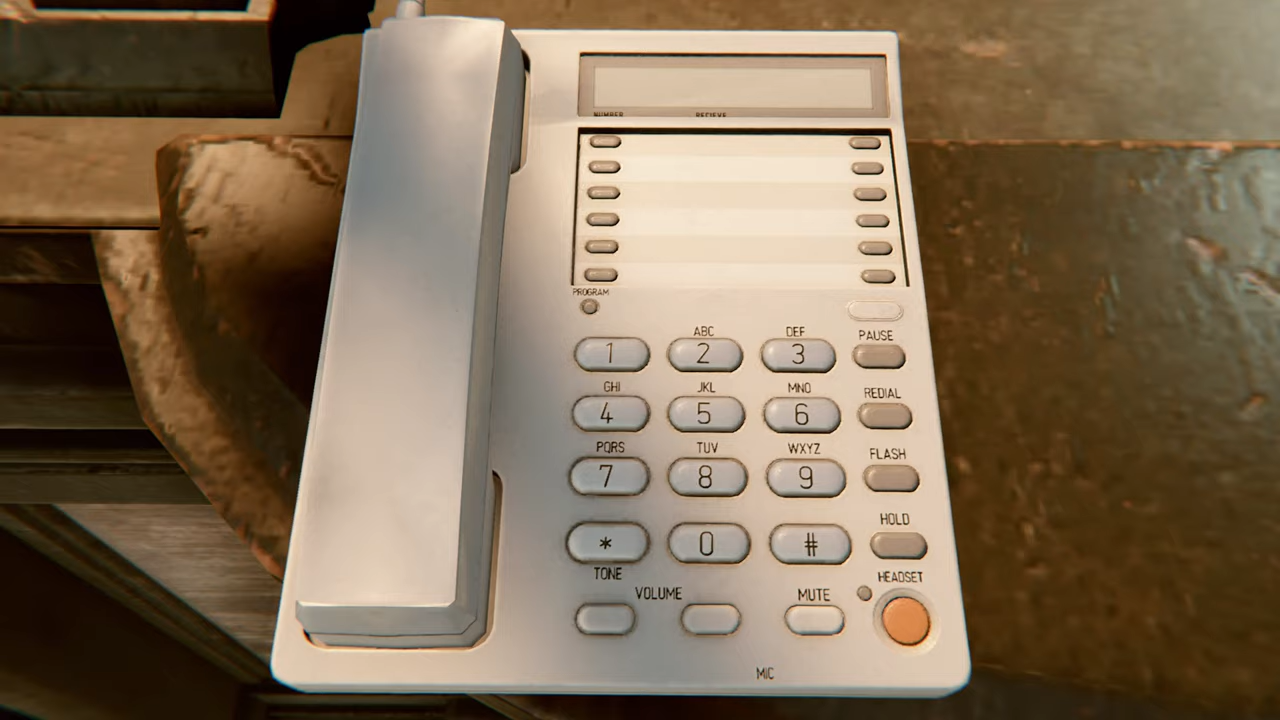 NUMBER RECIEVE
PROGRAM
ABC DEF PAUSE
1 2 3
GHI JKL MNO REDIAL
4 5 6
PQRS TUV WXYZ FLASH
7 8 9
HOLD
* 0 #
TONE HEADSET
VOLUME MUTE
MIC